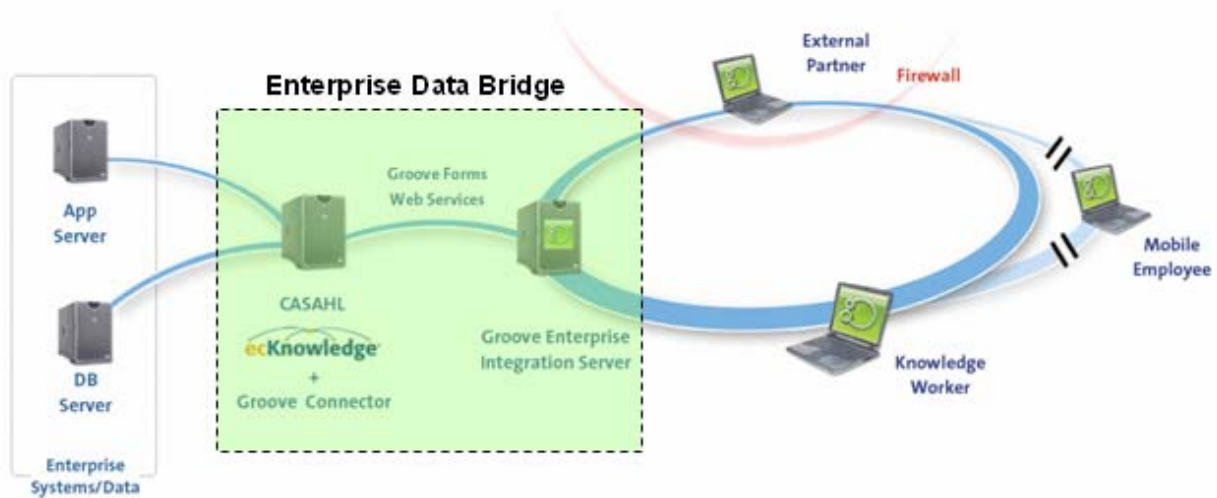 Enterprise Data Bridge
App
Server
DB
Server
Enterprise
Systems/Data
Groove Forms
Web Services
CASAHL
ecKnowledge
+
Groove Connector
Groove Enterprise
Integration Server
External
Partner
Firewall
Mobile
Employee
Knowledge
Worker